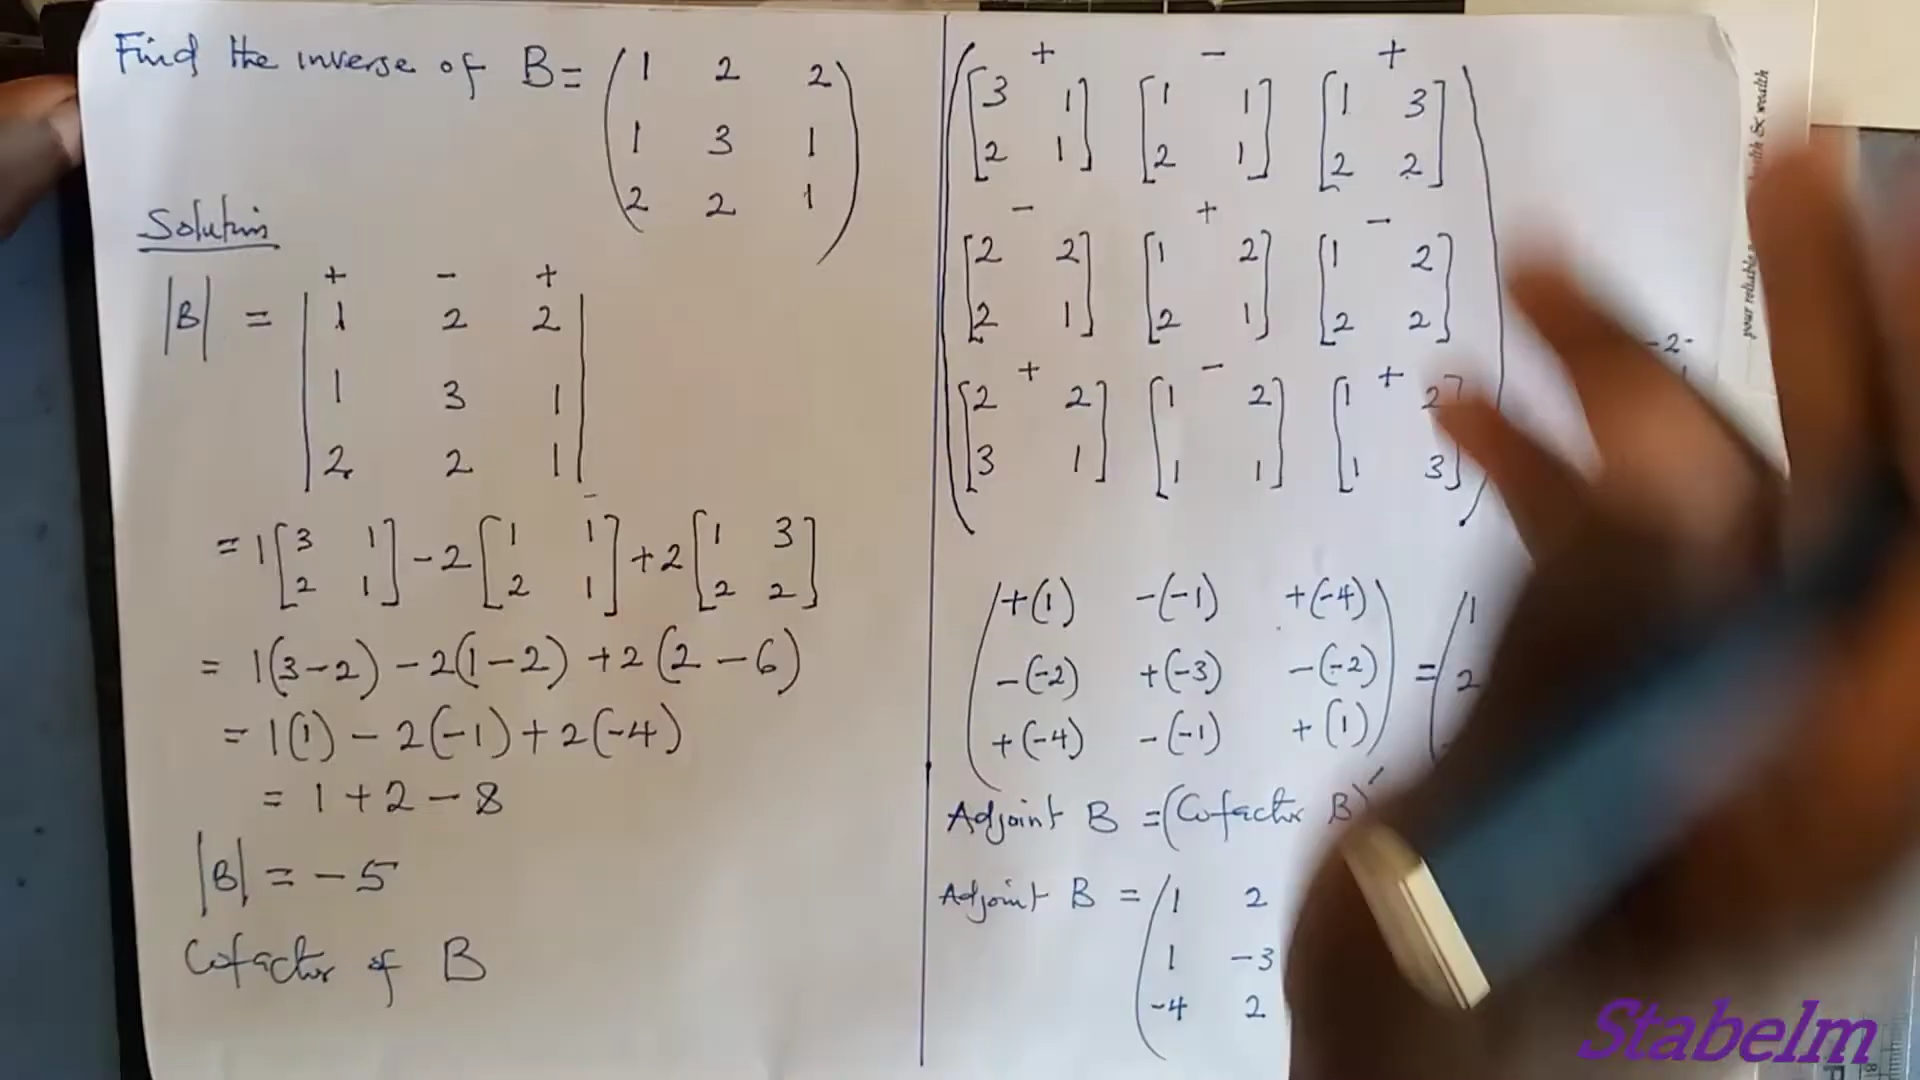 Find the inverse of B = ( 1 2 2
1 3 1
2 2 1 )
Solution
+ - +
|B| = | 1 2 2
1 3 1
2 2 1 |
= 1 [ 3 1 ] - 2 [ 1 1 ] + 2 [ 1 3 ]
[ 2 1 ] [ 2 1 ] [ 2 2 ]
= 1(3-2) - 2(1-2) + 2(2-6)
= 1(1) - 2(-1) + 2(-4)
= 1 + 2 - 8
|B| = -5
Cofactor of B
+ - +
[ 3 1 ] [ 1 1 ] [ 1 3 ]
[ 2 1 ] [ 2 1 ] [ 2 2 ]
- + -
[ 2 2 ] [ 1 2 ] [ 1 2 ]
[ 2 1 ] [ 2 1 ] [ 2 2 ]
+ - +
[ 2 2 ] [ 1 2 ] [ 1 2 ]
[ 3 1 ] [ 1 1 ] [ 1 3 ]
+(1) -(-1) +(-4) 1
-(-2) +(-3) -(-2) = 2
+(-4) -(-1) +(1)
Adjoint B = (Cofactor B)
Adjoint B = ( 1 2
1 -3
-4 2
your reliable
& wealth
-2-
Stabelm